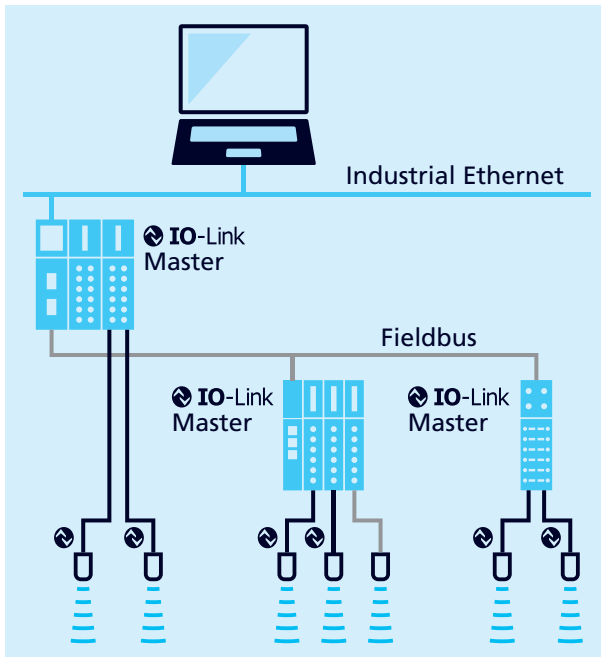 Industrial Ethernet
IO-Link
Master
Fieldbus
IO-Link
Master
IO-Link
Master